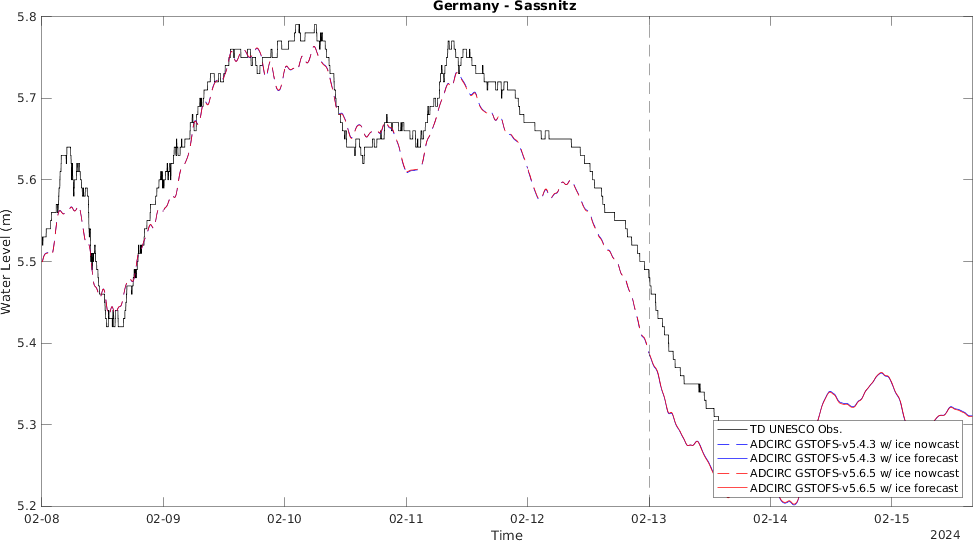 Germany - Sassnitz
5.8
5.7
5.6
5.5
5.4
5.3
5.2
Water Level (m)
TD UNESCO Obs.
ADCIRC GSTOFS-v5.4.3 w/ ice nowcast
ADCIRC GSTOFS-v5.4.3 w/ ice forecast
ADCIRC GSTOFS-v5.6.5 w/ ice nowcast
ADCIRC GSTOFS-v5.6.5 w/ ice forecast
02-08 02-09 02-10 02-11 02-12 02-13 02-14 02-15
Time
2024